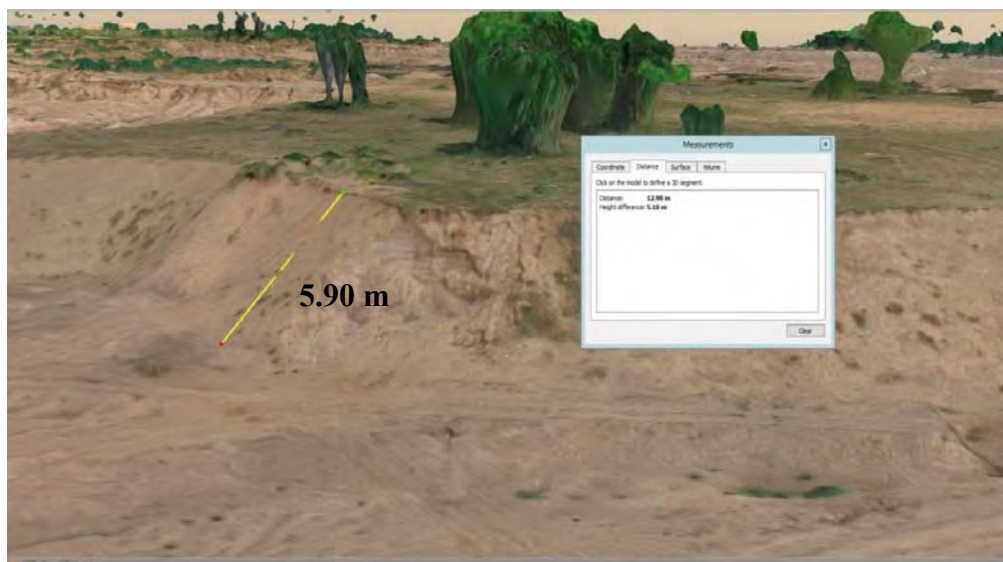 Measurements
Coordinate Distance Surface Volume
Click on the model to define a 3D segment.
Distance: 12.90 m
Height difference: 5.10 m
5.90 m
Clear